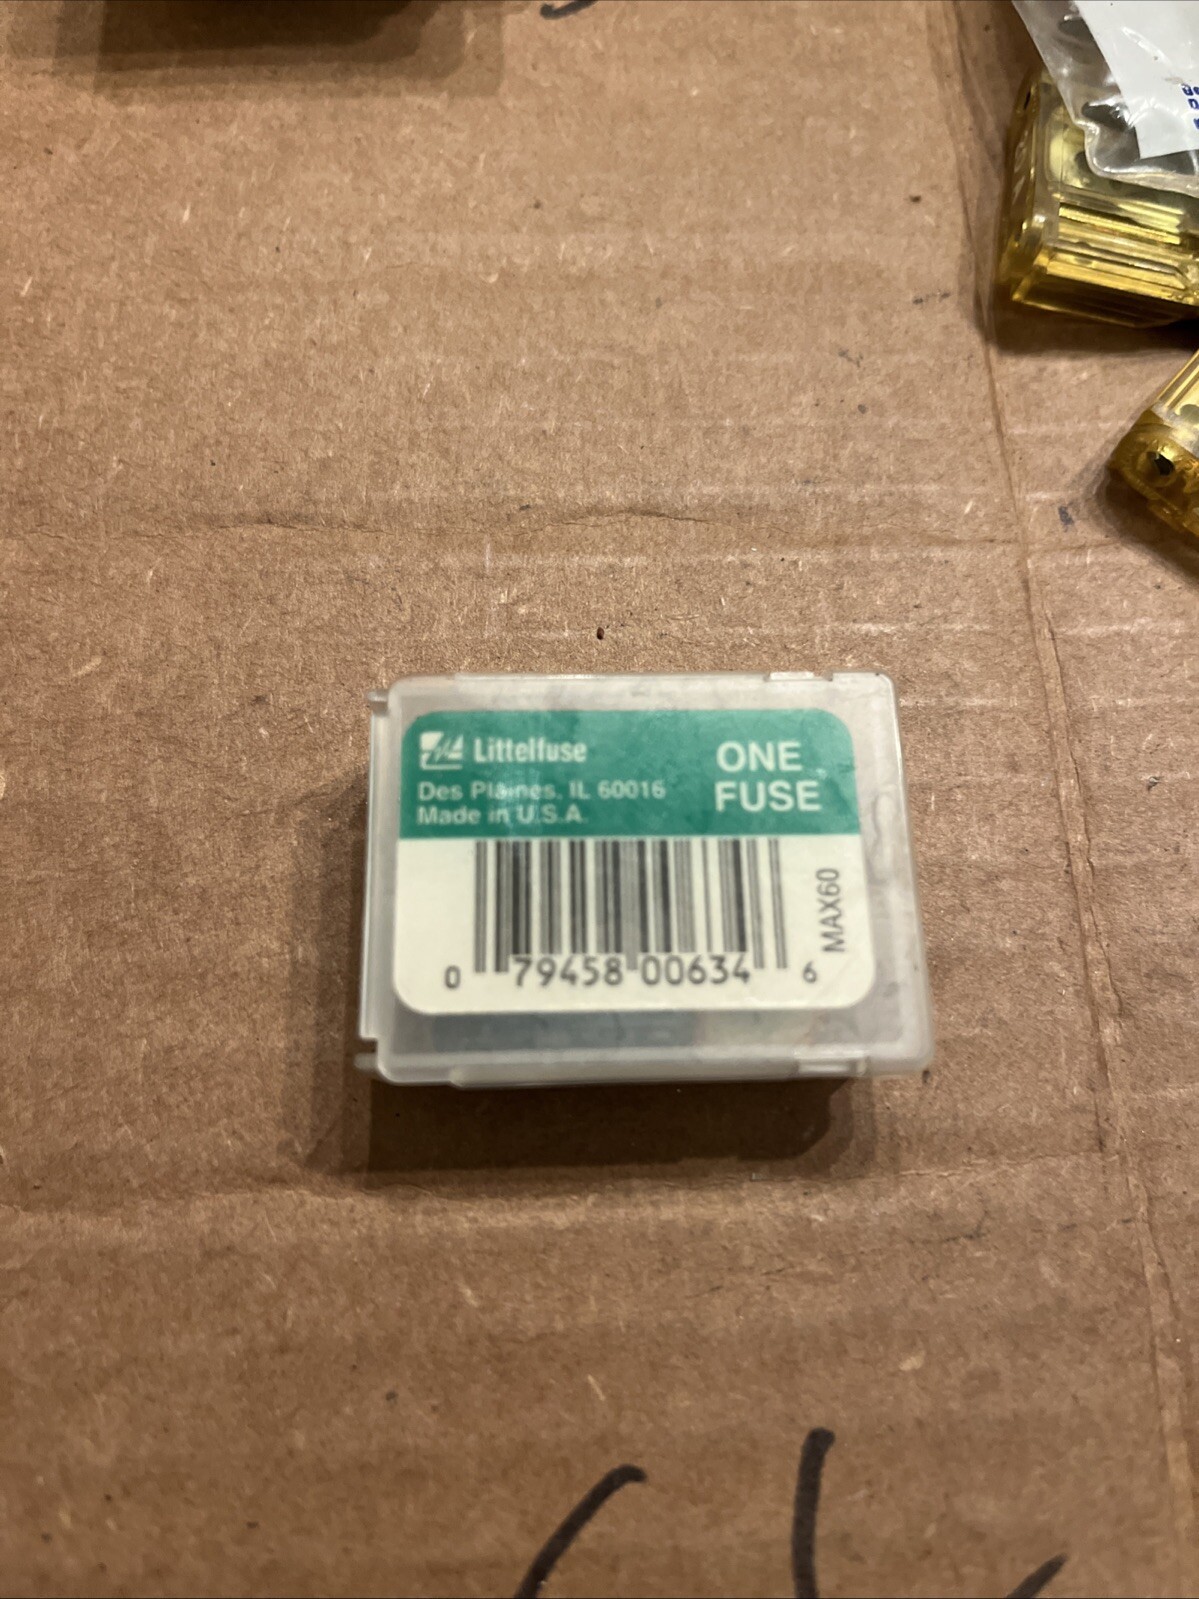 Littelfuse
Des Plaines, IL 60016
Made in U.S.A.
ONE
FUSE
MAX60
0 79458 00634 6